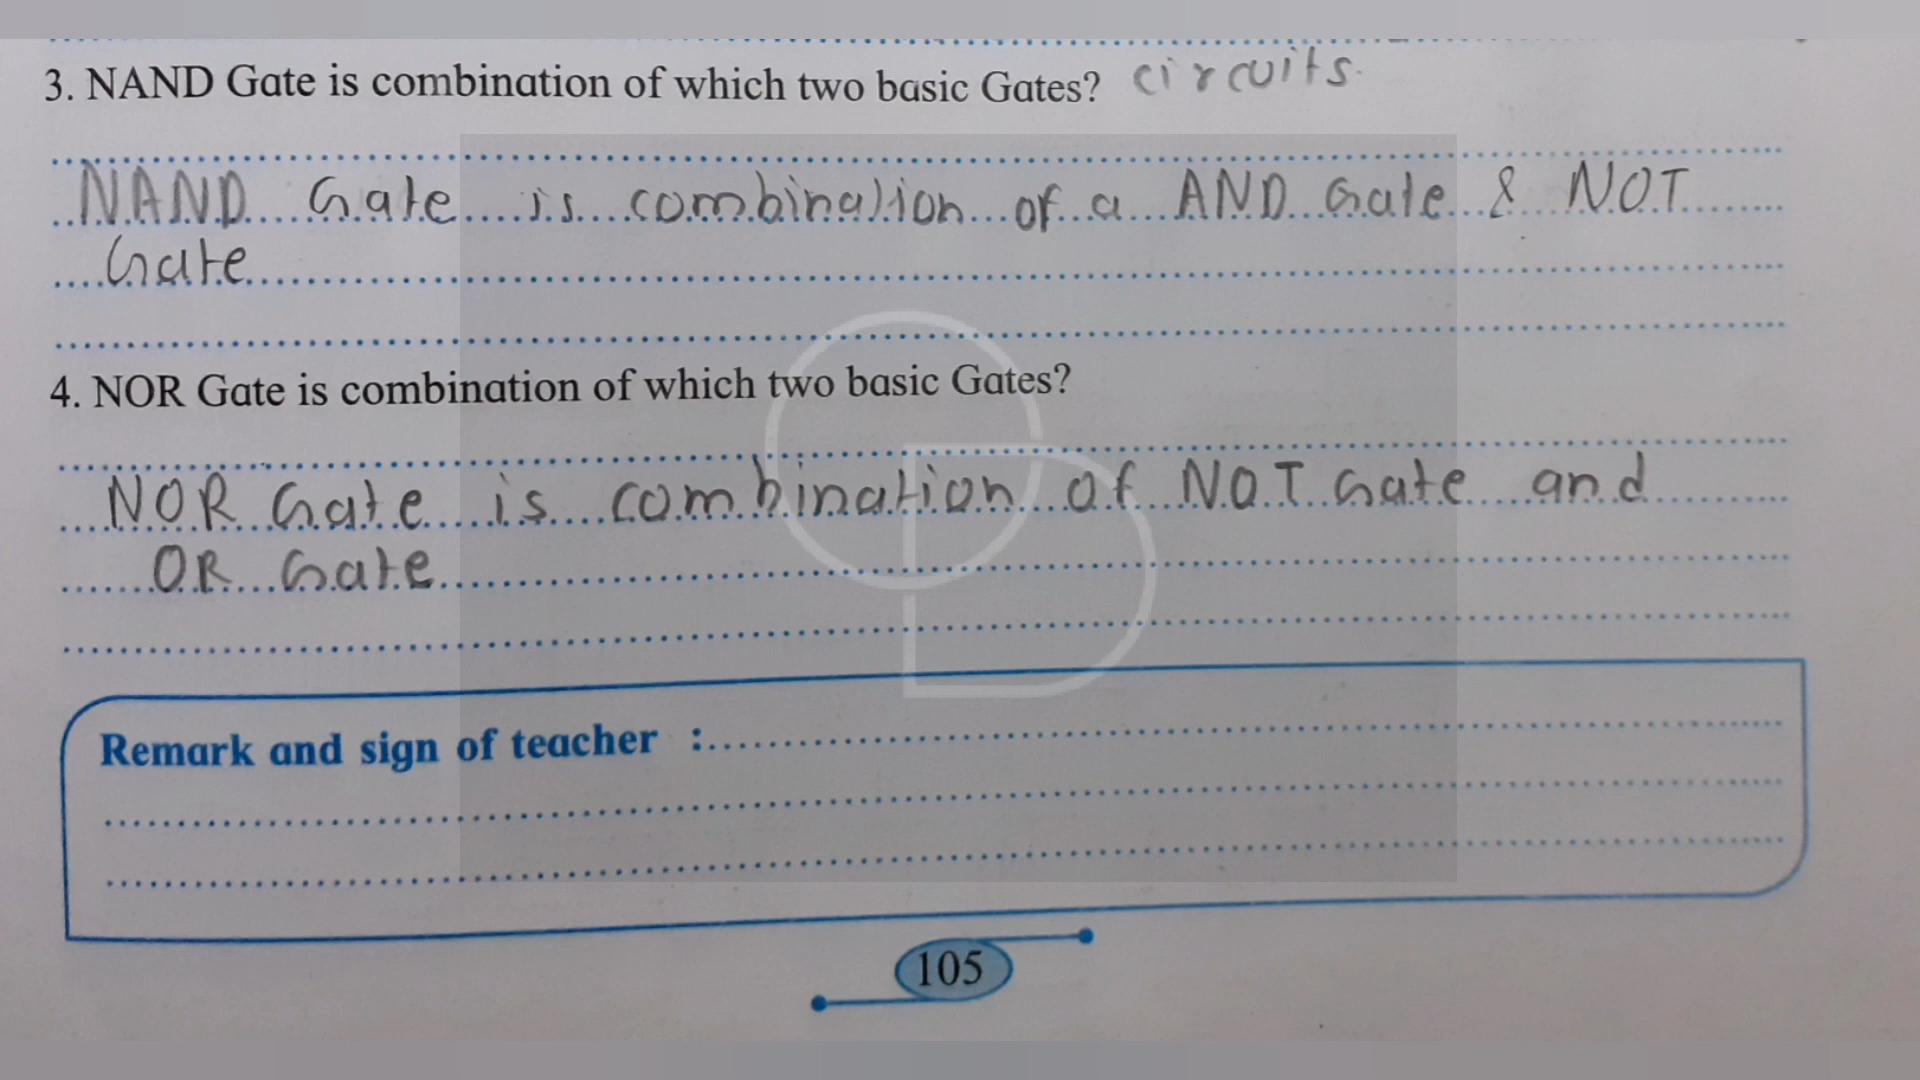 3. NAND Gate is combination of which two basic Gates? circuits.
NAND Gate is combination of a AND Gate & NOT
Gate
4. NOR Gate is combination of which two basic Gates?
NOR Gate is combination of NOT Gate and
OR Gate
Remark and sign of teacher :
105